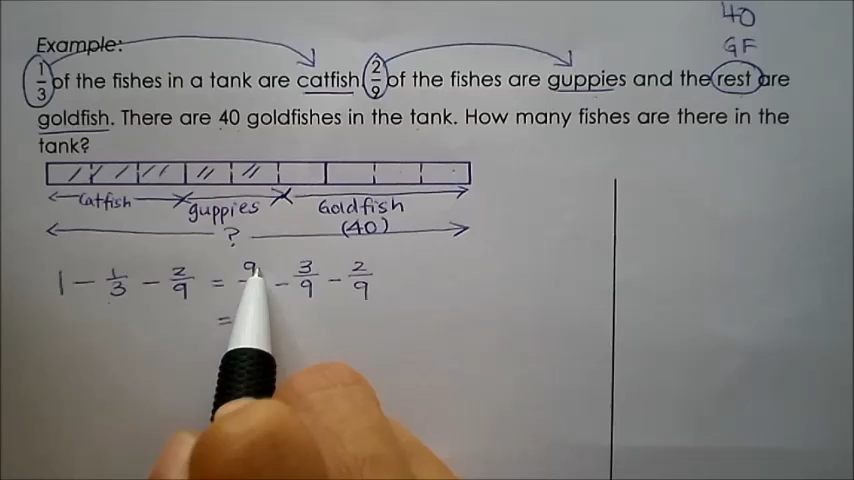 40
GF
Example:
1/3 of the fishes in a tank are catfish 2/9 of the fishes are guppies and the rest are
goldfish. There are 40 goldfishes in the tank. How many fishes are there in the
tank?
Catfish guppies Goldfish
? (40)
1 - 1/3 - 2/9 = 9 - 3/9 - 2/9
=